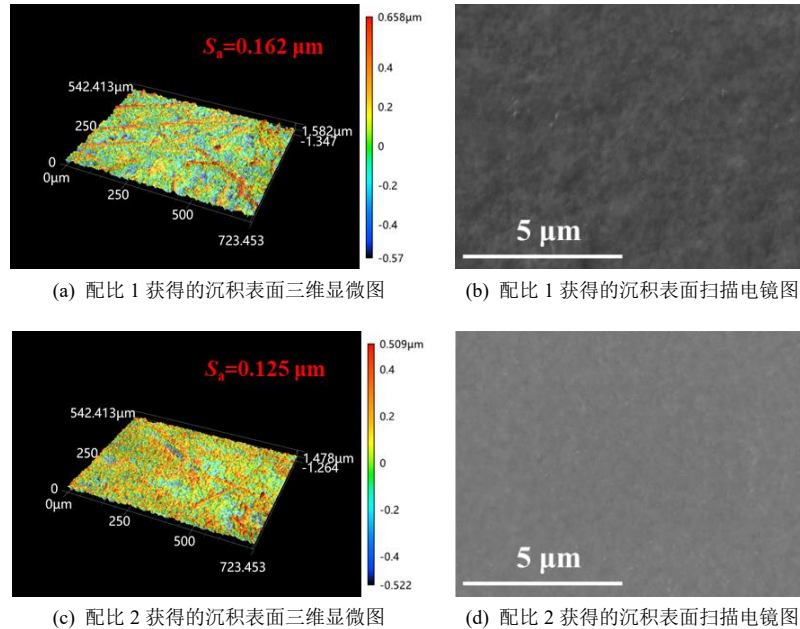 Sa=0.162 μm
0.658μm
0.4
0.2
0
-0.2
-0.4
-0.57
542.413μm
250
0
0μm
250
500
723.453
1.582μm
-1.347
5 μm
(a) 配比 1 获得的沉积表面三维显微图
(b) 配比 1 获得的沉积表面扫描电镜图
Sa=0.125 μm
0.509μm
0.4
0.2
0
-0.2
-0.4
-0.522
542.413μm
250
0
0μm
250
500
723.453
1.478μm
-1.264
5 μm
(c) 配比 2 获得的沉积表面三维显微图
(d) 配比 2 获得的沉积表面扫描电镜图